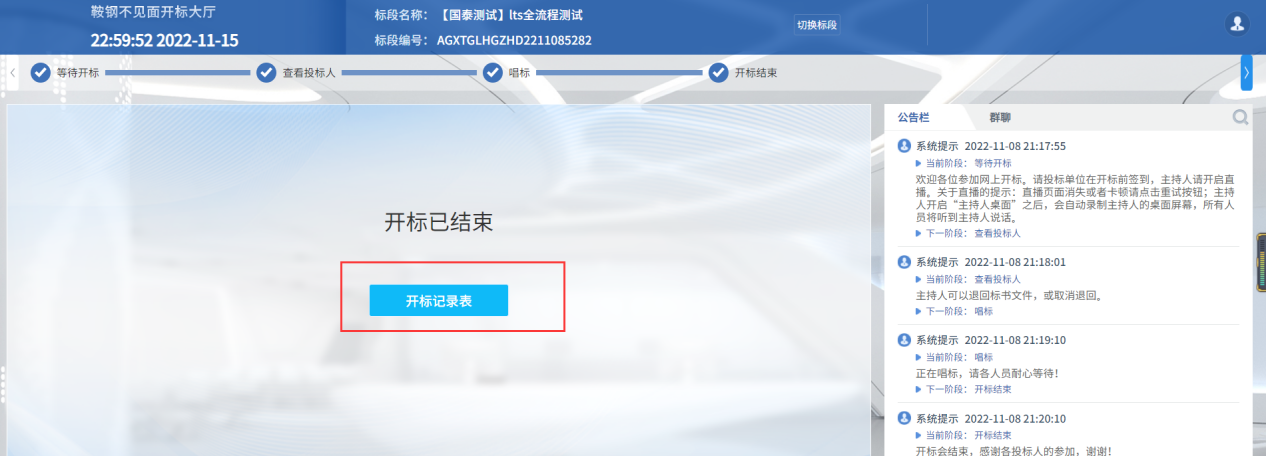 鞍钢不见面开标大厅
22:59:52 2022-11-15
标段名称： 【国泰测试】lts全流程测试
标段编号： AGXTGLHGZHD2211085282
切换标段
等待开标
查看投标人
唱标
开标结束
开标已结束
开标记录表
公告栏
群聊
系统提示 2022-11-08 21:17:55
当前阶段： 等待开标
欢迎各位参加网上开标。请投标单位在开标前签到，主持人请开启直
播。关于直播的提示：直播页面消失或者卡顿请点击重试按钮；主持
人开启“主持人桌面”之后，会自动录制主持人的桌面屏幕，所有人
员将听到主持人说话。
下一阶段： 查看投标人
系统提示 2022-11-08 21:18:01
当前阶段： 查看投标人
主持人可以退回标书文件，或取消退回。
下一阶段： 唱标
系统提示 2022-11-08 21:19:10
当前阶段： 唱标
正在唱标，请各人员耐心等待！
下一阶段： 开标结束
系统提示 2022-11-08 21:20:10
当前阶段： 开标结束
开标会结束，感谢各投标人的参加，谢谢！